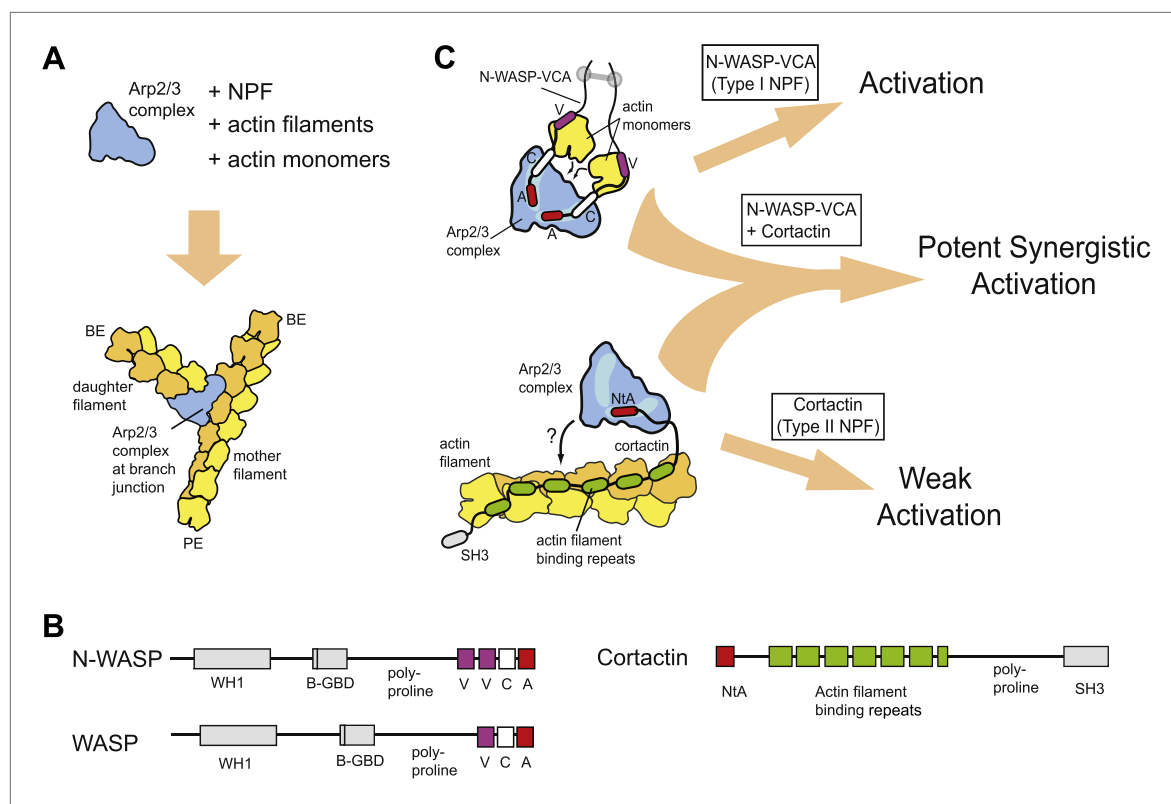 A
Arp2/3
complex
+ NPF
+ actin filaments
+ actin monomers
BE
BE
daughter
filament
Arp2/3
complex
at branch
junction
mother
filament
PE
C
N-WASP-VCA
V
actin
monomers
V
C
A
C
A
Arp2/3
complex
N-WASP-VCA
(Type I NPF)
Activation
N-WASP-VCA
+ Cortactin
Potent Synergistic
Activation
Arp2/3
complex
NtA
?
cortactin
actin
filament
SH3
actin filament
binding repeats
Cortactin
(Type II NPF)
Weak
Activation
B
N-WASP
WH1
B-GBD
poly-
proline
V V C A
WASP
WH1
B-GBD
poly-
proline
V C A
Cortactin
NtA
Actin filament
binding repeats
poly-
proline
SH3